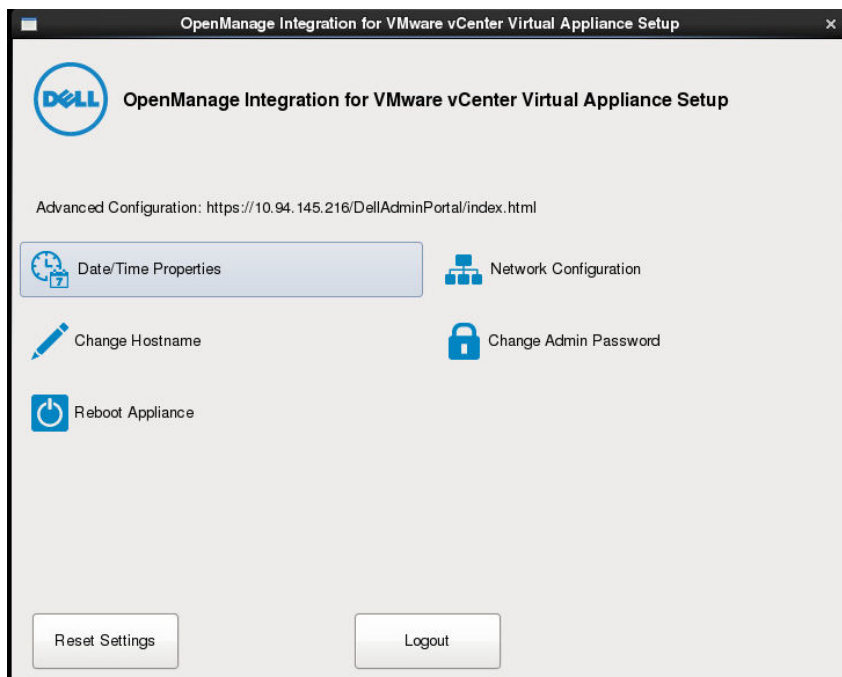 OpenManage Integration for VMware vCenter Virtual Appliance Setup
DELL
OpenManage Integration for VMware vCenter Virtual Appliance Setup
Advanced Configuration: https://10.94.145.216/DellAdminPortal/index.html
7
Date/Time Properties
Network Configuration
Change Hostname
Change Admin Password
Reboot Appliance
Reset Settings
Logout